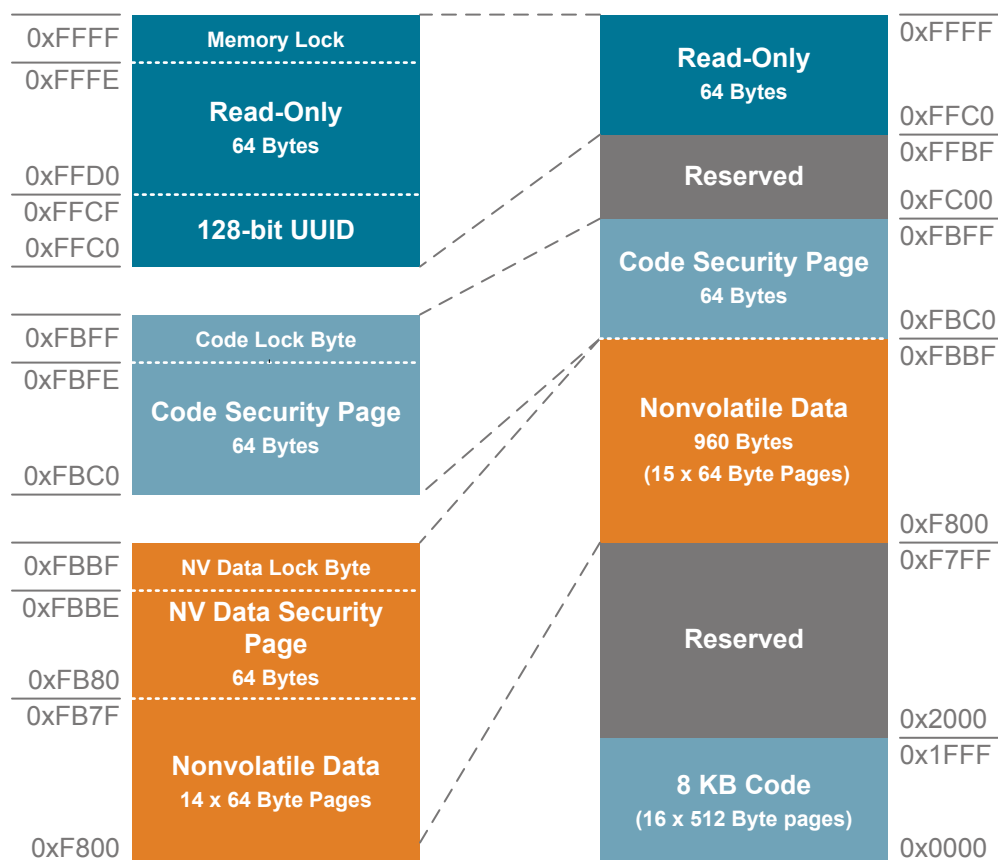 0xFFFF
Memory Lock
0xFFFE
Read-Only
64 Bytes
0xFFD0
0xFFCF
128-bit UUID
0xFFC0
0xFBFF
Code Lock Byte
0xFBFE
Code Security Page
64 Bytes
0xFBC0
0xFBBF
NV Data Lock Byte
0xFBBE
NV Data Security
Page
64 Bytes
0xFB80
0xFB7F
Nonvolatile Data
14 x 64 Byte Pages
0xF800
0xFFFF
Read-Only
64 Bytes
0xFFC0
0xFFBF
Reserved
0xFC00
0xFBFF
Code Security Page
64 Bytes
0xFBC0
0xFBBF
Nonvolatile Data
960 Bytes
(15 x 64 Byte Pages)
0xF800
0xF7FF
Reserved
0x2000
0x1FFF
8 KB Code
(16 x 512 Byte pages)
0x0000